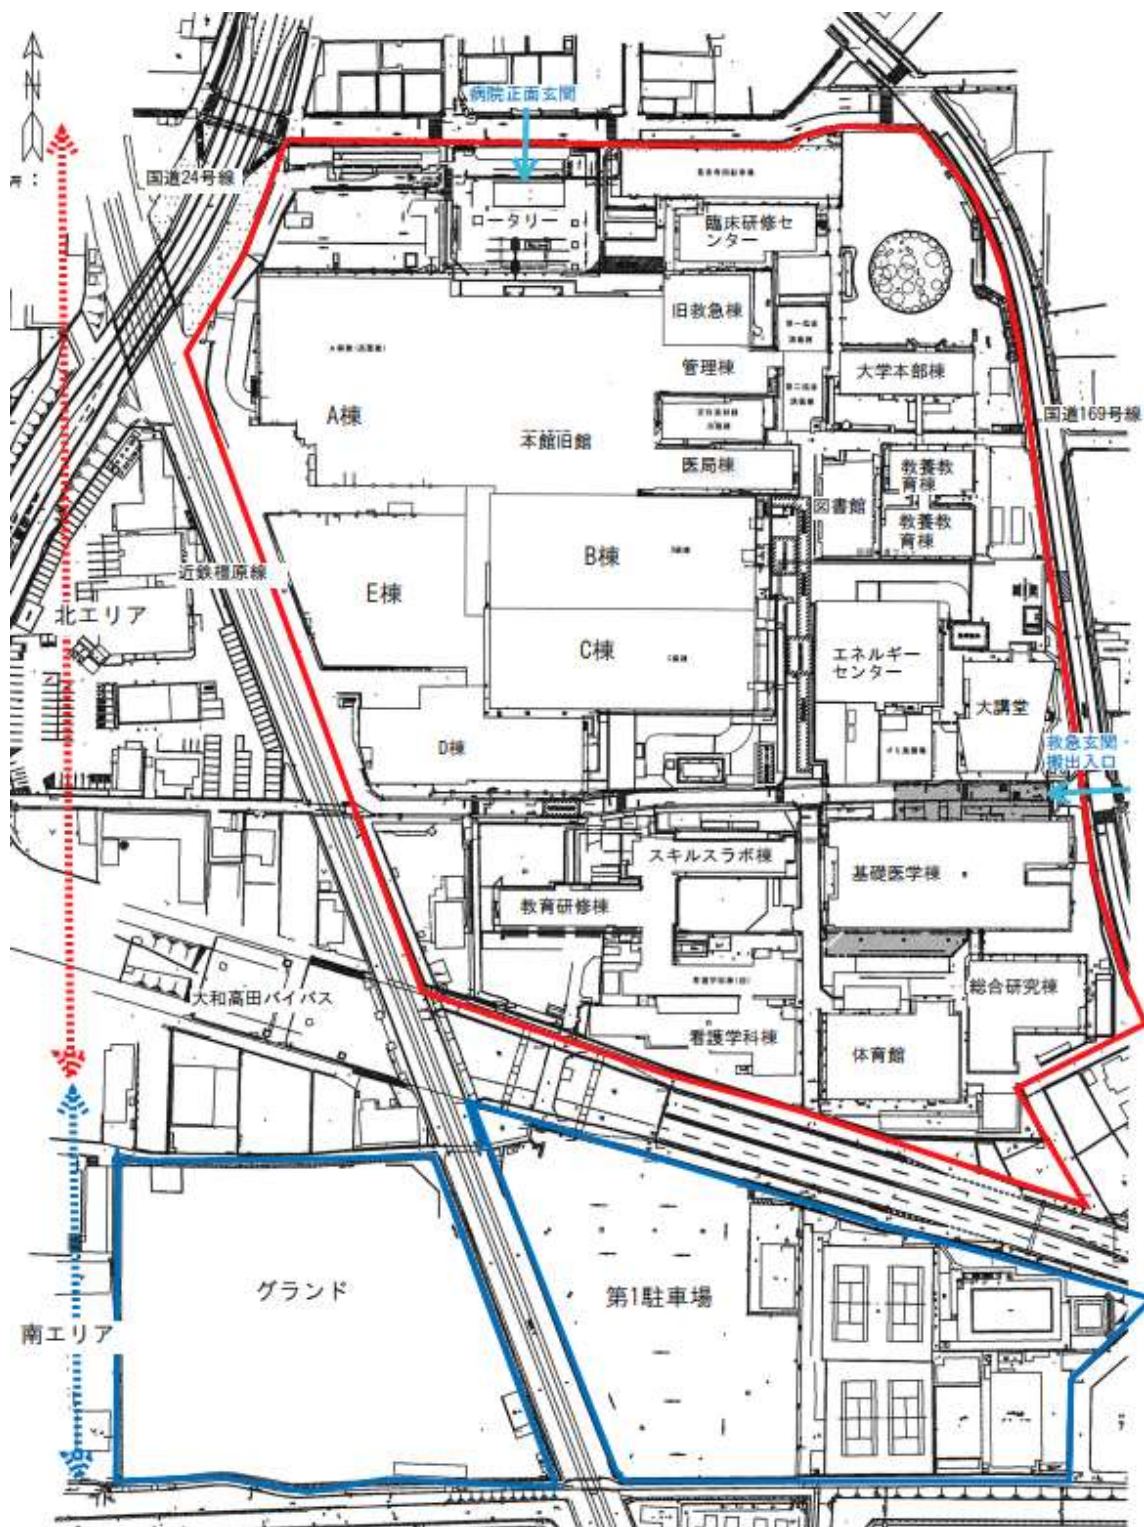 N
病院正面玄関
国道24号線
ロータリー
臨床研修セ
ンター
旧救急棟
管理棟
大学本部棟
A棟
本館旧館
国道169号線
医局棟
教養教
育棟
図書館
教養教
育棟
B棟
近鉄橿原線
E棟
北エリア
C棟
エネルギー
センター
大講堂
D棟
救急玄関・
搬出入口
スキルスラボ棟
基礎医学棟
教育研修棟
大和高田バイパス
総合研究棟
看護学科棟
体育館
グランド
第1駐車場
南エリア